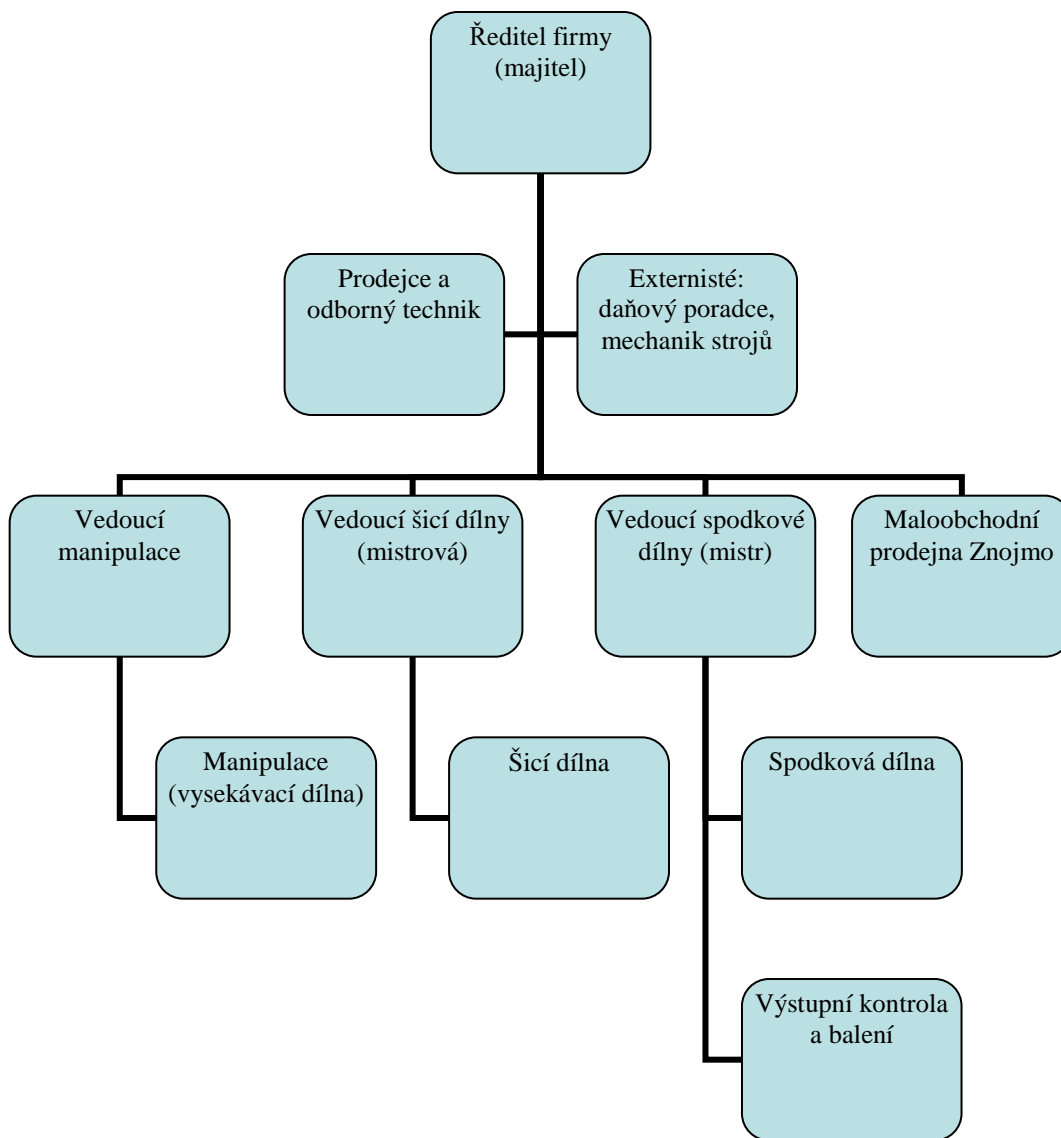 Ředitel firmy
(majitel)
Prodejce a
odborný technik
Externisté:
daňový poradce,
mechanik strojů
Vedoucí
manipulace
Vedoucí šicí dílny
(mistrová)
Vedoucí spodkové
dílny (mistr)
Maloobchodní
prodejna Znojmo
Manipulace
(vysekávací dílna)
Šicí dílna
Spodková dílna
Výstupní kontrola
a balení